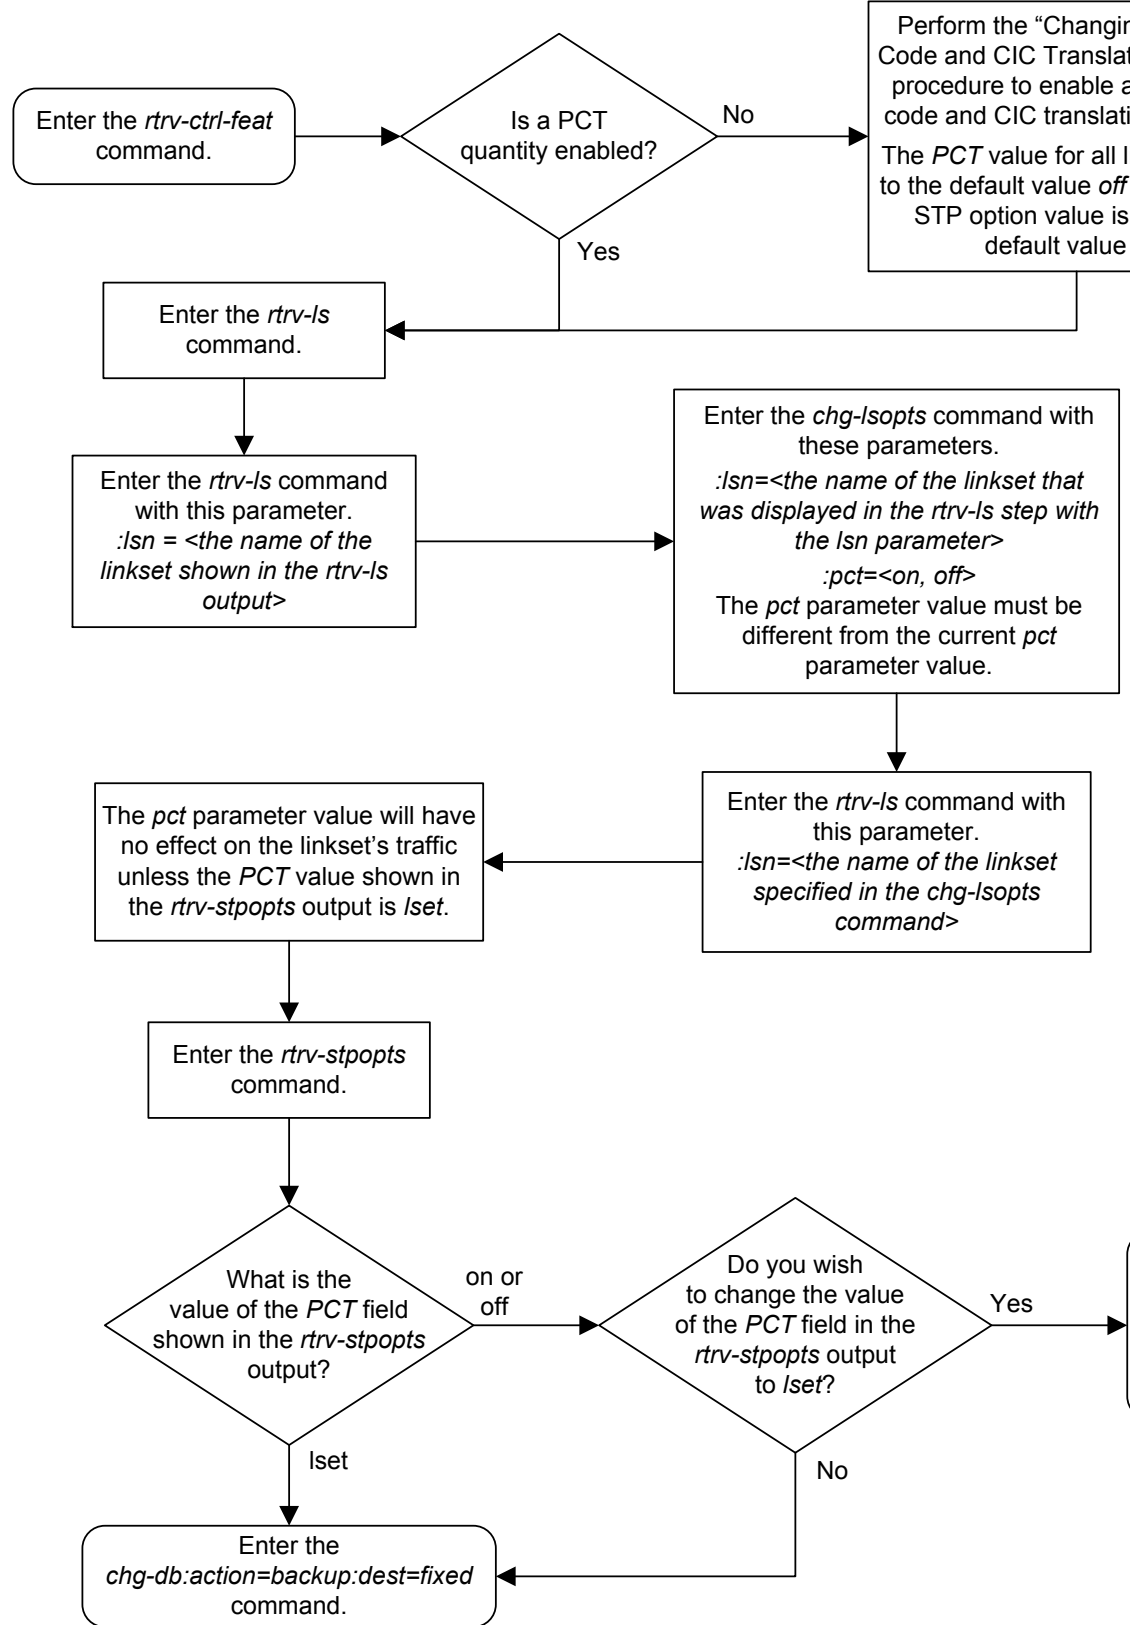 Enter the rtrv-ctrl-feat
command.
Is a PCT
quantity enabled?
No
Yes
Perform the “Changin
Code and CIC Translat
procedure to enable a
code and CIC translati
The PCT value for all l
to the default value off
STP option value is
default value
Enter the rtrv-ls
command.
Enter the rtrv-ls command
with this parameter.
:lsn = <the name of the
linkset shown in the rtrv-ls
output>
Enter the chg-lsopts command with
these parameters.
:lsn=<the name of the linkset that
was displayed in the rtrv-ls step with
the lsn parameter>
:pct=<on, off>
The pct parameter value must be
different from the current pct
parameter value.
Enter the rtrv-ls command with
this parameter.
:lsn=<the name of the linkset
specified in the chg-lsopts
command>
The pct parameter value will have
no effect on the linkset’s traffic
unless the PCT value shown in
the rtrv-stpopts output is lset.
Enter the rtrv-stpopts
command.
What is the
value of the PCT field
shown in the rtrv-stpopts
output?
on or
off
lset
Do you wish
to change the value
of the PCT field in the
rtrv-stpopts output
to lset?
Yes
No
Enter the
chg-db:action=backup:dest=fixed
command.